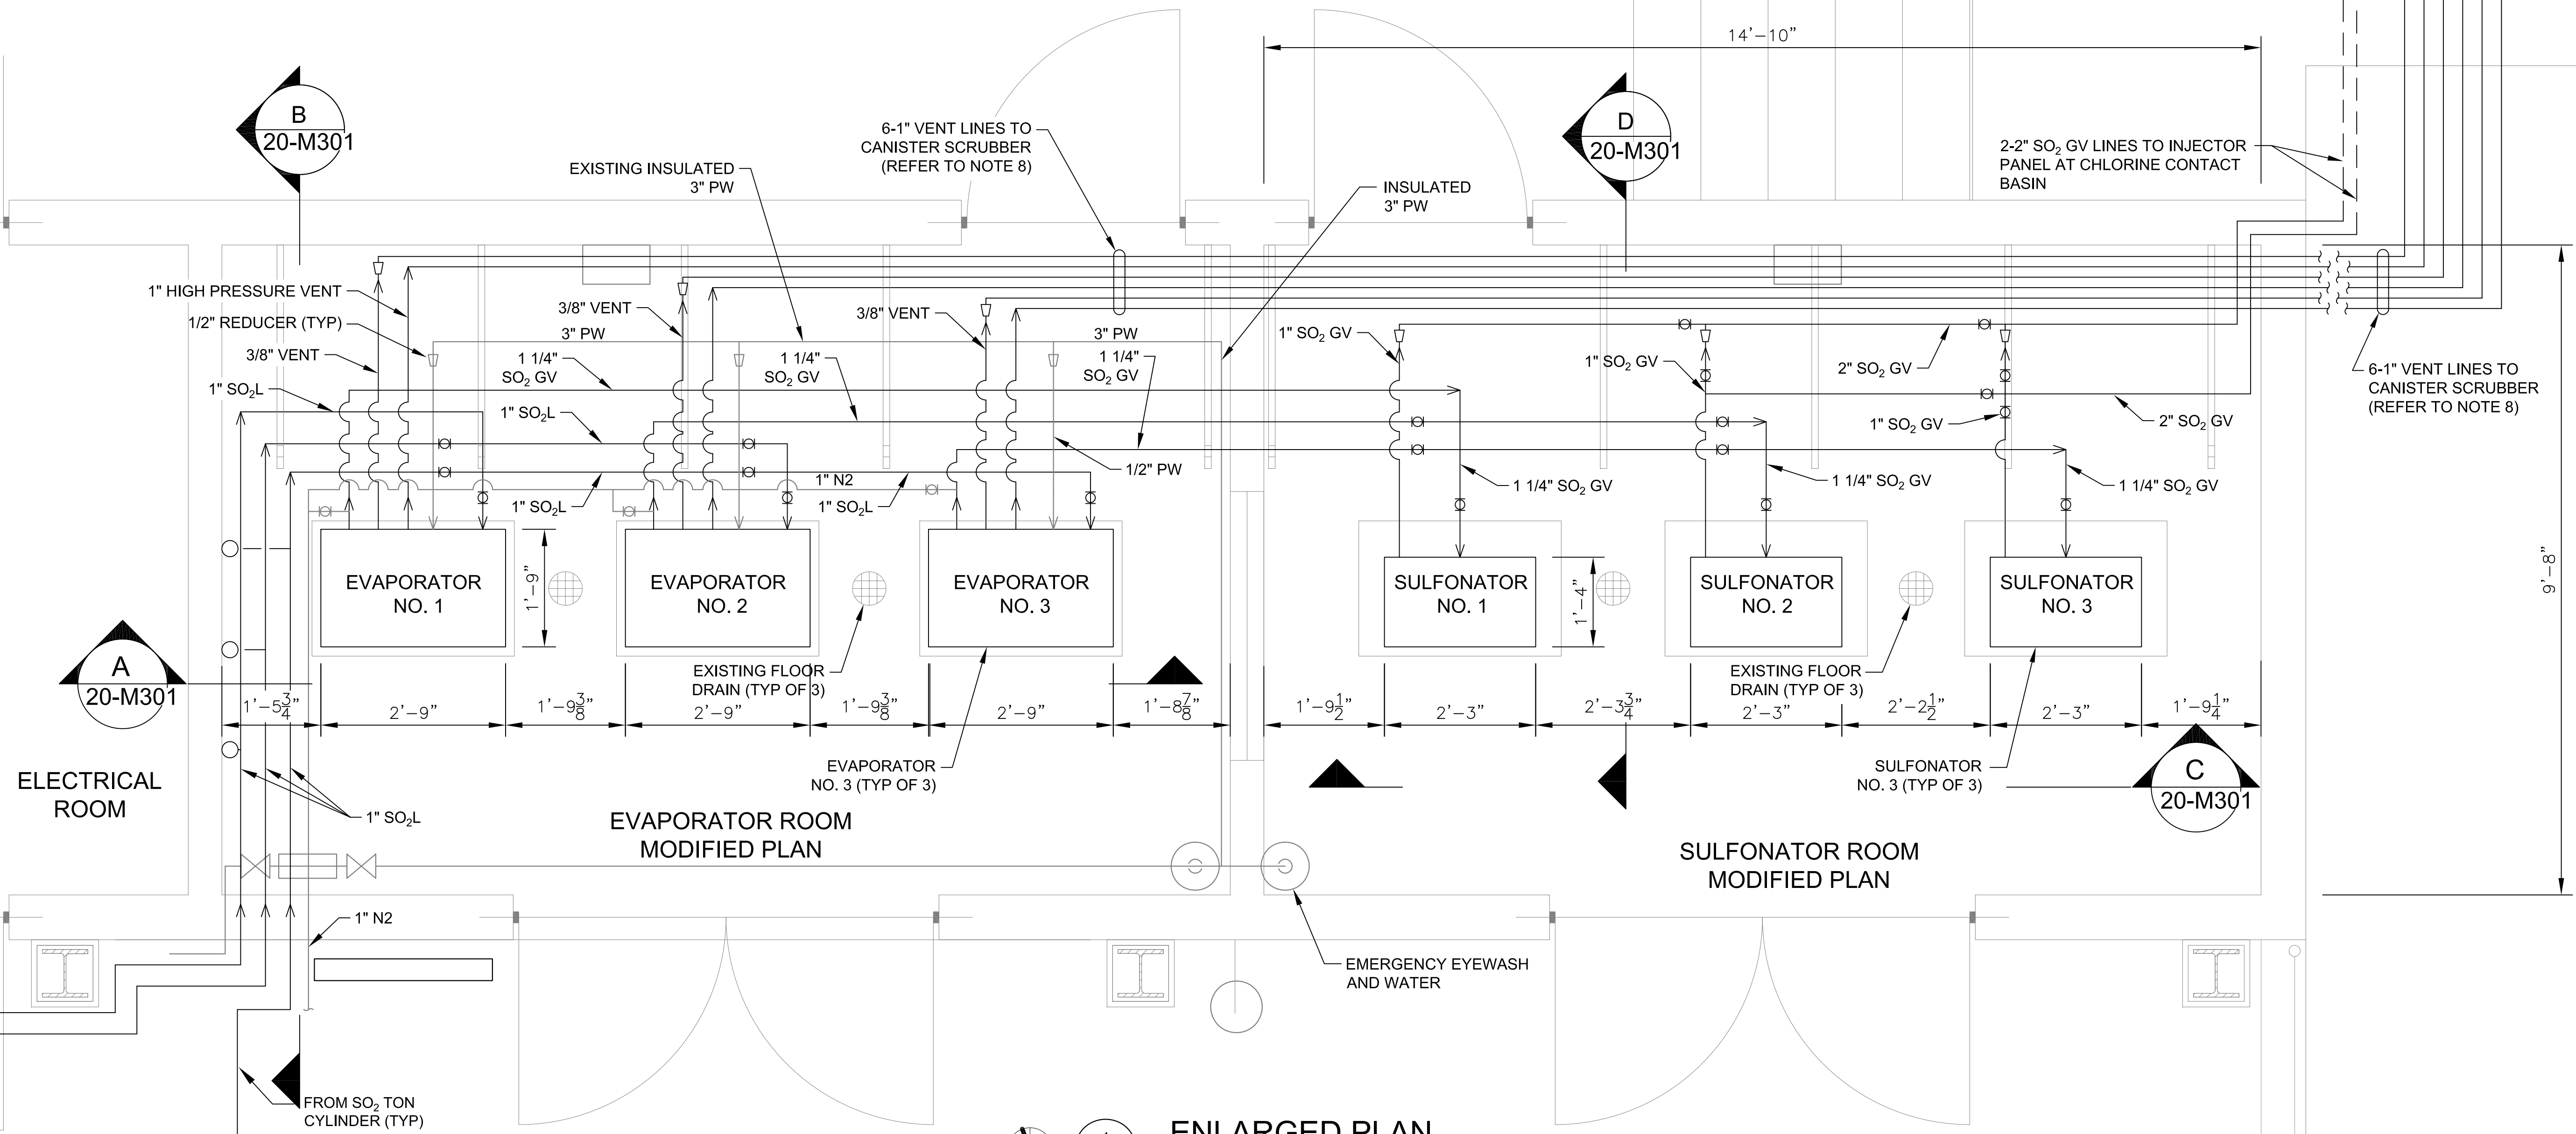 14'-10"
B
20-M301
D
20-M301
6-1" VENT LINES TO
CANISTER SCRUBBER
(REFER TO NOTE 8)
EXISTING INSULATED
3" PW
INSULATED
3" PW
2-2" SO₂ GV LINES TO INJECTOR
PANEL AT CHLORINE CONTACT
BASIN
1" HIGH PRESSURE VENT
1/2" REDUCER (TYP)
3/8" VENT
1" SO₂L
3/8" VENT
3" PW
1 1/4"
SO₂ GV
1" SO₂L
1 1/4"
SO₂ GV
3/8" VENT
3" PW
1 1/4"
SO₂ GV
1" SO₂ GV
1" SO₂ GV
2" SO₂ GV
1" SO₂ GV
2" SO₂ GV
6-1" VENT LINES TO
CANISTER SCRUBBER
(REFER TO NOTE 8)
1/2" PW
1" N2
1" SO₂L
1" SO₂L
1 1/4" SO₂ GV
1 1/4" SO₂ GV
1 1/4" SO₂ GV
EVAPORATOR
NO. 1
1'-9"
EVAPORATOR
NO. 2
EVAPORATOR
NO. 3
SULFONATOR
NO. 1
1'-4"
SULFONATOR
NO. 2
SULFONATOR
NO. 3
9'-8"
A
20-M301
EXISTING FLOOR
DRAIN (TYP OF 3)
EXISTING FLOOR
DRAIN (TYP OF 3)
1'-5 3/4"
2'-9"
1'-9 3/8"
2'-9"
1'-9 3/8"
2'-9"
1'-8 7/8"
1'-9 1/2"
2'-3"
2'-3 3/4"
2'-3"
2'-2 1/2"
2'-3"
1'-9 1/4"
EVAPORATOR
NO. 3 (TYP OF 3)
SULFONATOR
NO. 3 (TYP OF 3)
C
20-M301
ELECTRICAL
ROOM
1" SO₂L
EVAPORATOR ROOM
MODIFIED PLAN
SULFONATOR ROOM
MODIFIED PLAN
1" N2
EMERGENCY EYEWASH
AND WATER
FROM SO₂ TON
CYLINDER (TYP)
ENLARGED PLAN